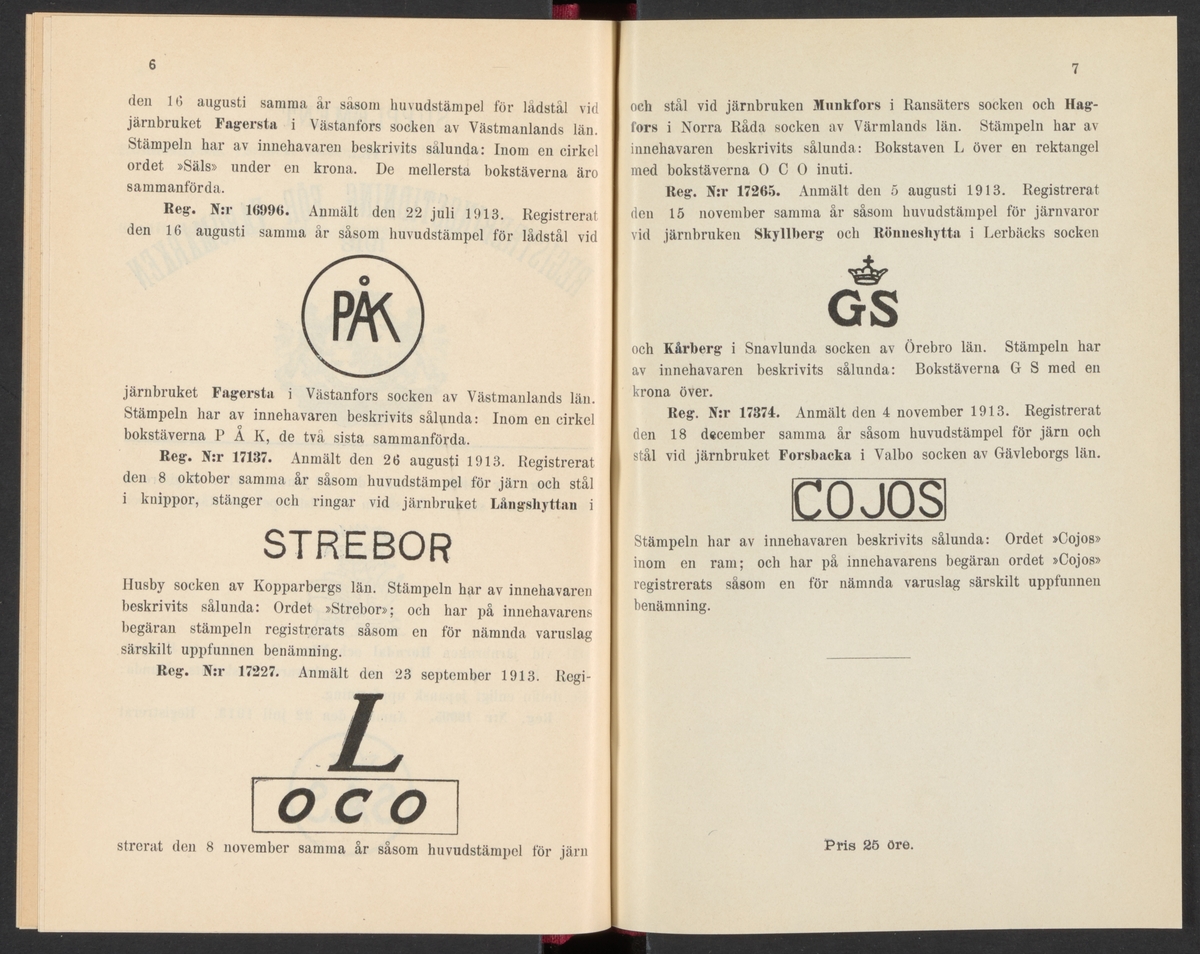 6
den 16 augusti samma år såsom huvudstämpel för lådstål vid
järnbruket Fagersta i Västanfors socken av Västmanlands län.
Stämpeln har av innehavaren beskrivits sålunda: Inom en cirkel
ordet »Säls» under en krona. De mellersta bokstäverna äro
sammanförda.
Reg. N:r 16996. Anmält den 22 juli 1913. Registrerat
den 16 augusti samma år såsom huvudstämpel för lådstål vid
PÅK
järnbruket Fagersta i Västanfors socken av Västmanlands län.
Stämpeln har av innehavaren beskrivits sålunda: Inom en cirkel
bokstäverna P Å K, de två sista sammanförda.
Reg. N:r 17137. Anmält den 26 augusti 1913. Registrerat
den 8 oktober samma år såsom huvudstämpel för järn och stål
i knippor, stänger och ringar vid järnbruket Långshyttan i
STREBOR
Husby socken av Kopparbergs län. Stämpeln har av innehavaren
beskrivits sålunda: Ordet »Strebor»; och har på innehavarens
begäran stämpeln registrerats såsom en för nämnda varuslag
särskilt uppfunnen benämning.
Reg. N:r 17227. Anmält den 23 september 1913. Regi-
L
OCO
strerat den 8 november samma år såsom huvudstämpel för järn
7
och stål vid järnbruken Munkfors i Ransäters socken och Hag-
fors i Norra Råda socken av Värmlands län. Stämpeln har av
innehavaren beskrivits sålunda: Bokstaven L över en rektangel
med bokstäverna O C O inuti.
Reg. N:r 17265. Anmält den 5 augusti 1913. Registrerat
den 15 november samma år såsom huvudstämpel för järnvaror
vid järnbruken Skyllberg och Rönneshytta i Lerbäcks socken
GS
och Kårberg i Snavlunda socken av Örebro län. Stämpeln har
av innehavaren beskrivits sålunda: Bokstäverna G S med en
krona över.
Reg. N:r 17374. Anmält den 4 november 1913. Registrerat
den 18 december samma år såsom huvudstämpel för järn och
stål vid järnbruket Forsbacka i Valbo socken av Gävleborgs län.
COJOS
Stämpeln har av innehavaren beskrivits sålunda: Ordet »Cojos»
inom en ram; och har på innehavarens begäran ordet »Cojos»
registrerats såsom en för nämnda varuslag särskilt uppfunnen
benämning.
Pris 25 öre.